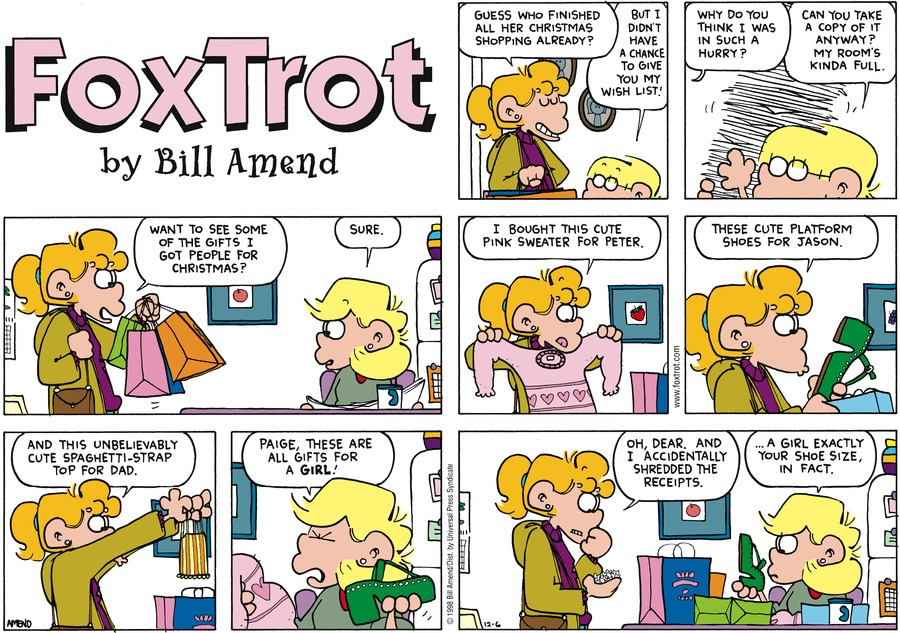 FoxTrot
by Bill Amend
GUESS WHO FINISHED
ALL HER CHRISTMAS
SHOPPING ALREADY?
BUT I
DIDN'T
HAVE
A CHANCE
TO GIVE
YOU MY
WISH LIST!
WHY DO YOU
THINK I WAS
IN SUCH A
HURRY?
CAN YOU TAKE
A COPY OF IT
ANYWAY?
MY ROOM'S
KINDA FULL.
WANT TO SEE SOME
OF THE GIFTS I
GOT PEOPLE FOR
CHRISTMAS?
SURE.
I BOUGHT THIS CUTE
PINK SWEATER FOR PETER.
www.foxtrot.com
THESE CUTE PLATFORM
SHOES FOR JASON.
AND THIS UNBELIEVABLY
CUTE SPAGHETTI-STRAP
TOP FOR DAD.
AMEND
PAIGE, THESE ARE
ALL GIFTS FOR
A GIRL!
© 1998 Bill Amend/Dist. by Universal Press Syndicate
OH, DEAR. AND
I ACCIDENTALLY
SHREDDED THE
RECEIPTS.
...A GIRL EXACTLY
YOUR SHOE SIZE,
IN FACT.
12-6